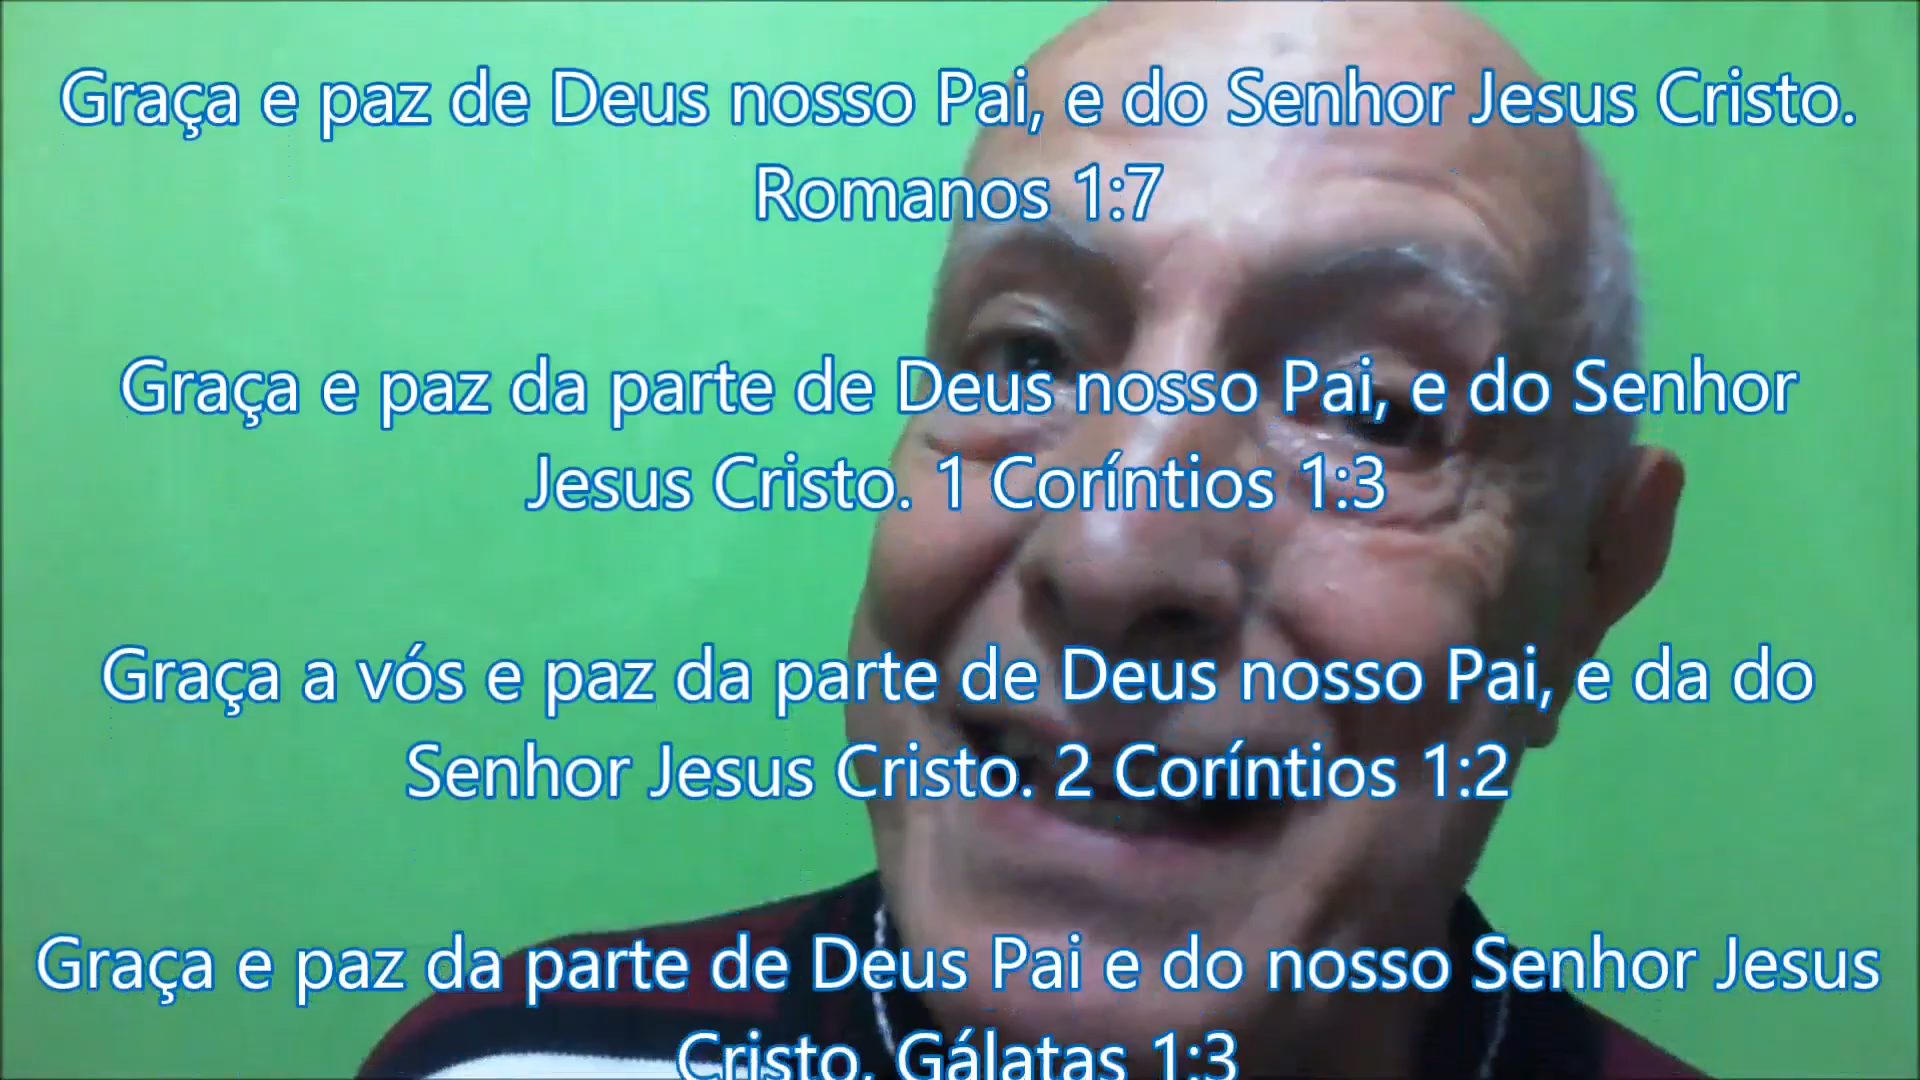 Graça e paz de Deus nosso Pai, e do Senhor Jesus Cristo.
Romanos 1:7
Graça e paz da parte de Deus nosso Pai, e do Senhor
Jesus Cristo. 1 Coríntios 1:3
Graça a vós e paz da parte de Deus nosso Pai, e da do
Senhor Jesus Cristo. 2 Coríntios 1:2
Graça e paz da parte de Deus Pai e do nosso Senhor Jesus
Cristo, Gálatas 1:3